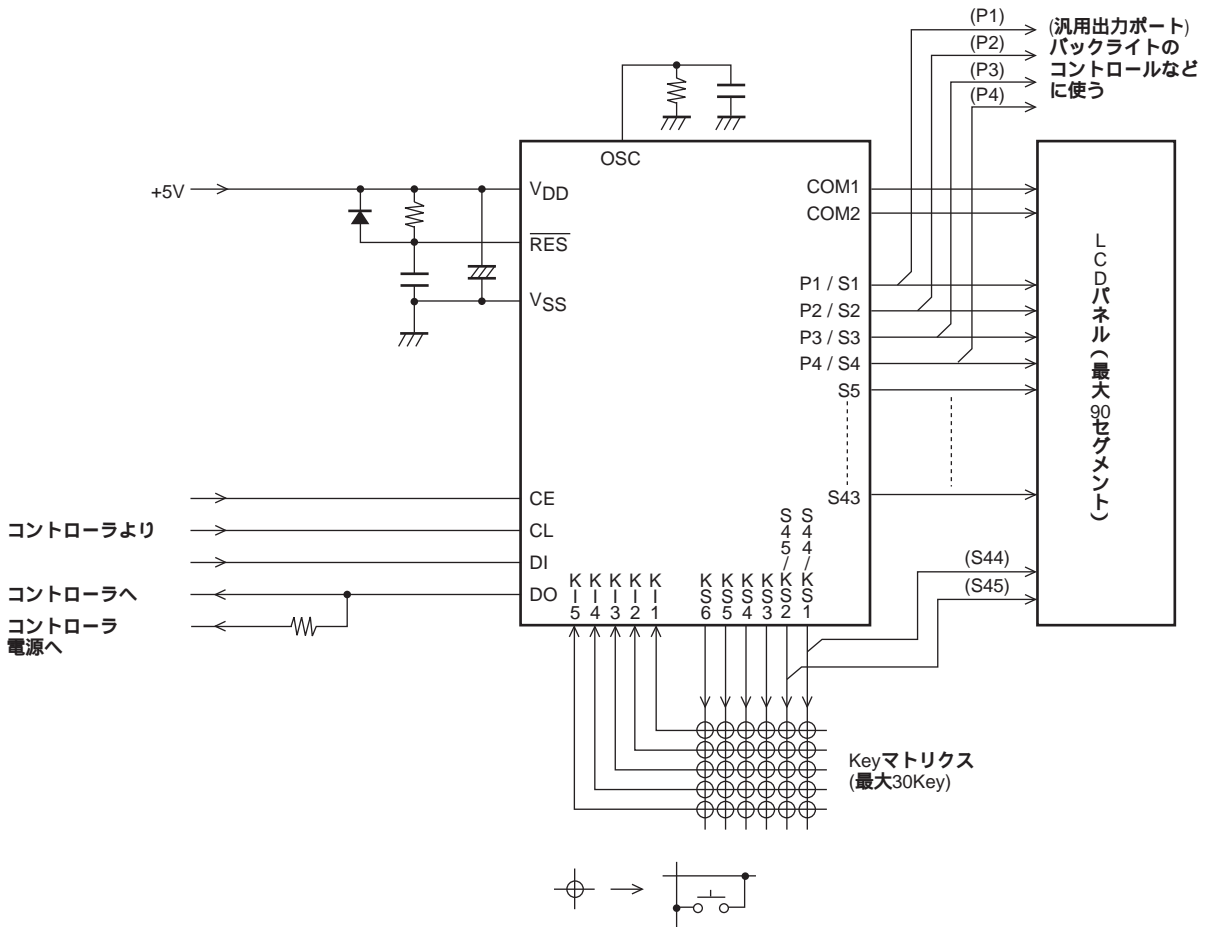 (P1)
(P2)
(P3)
(P4)
(汎用出力ポート)
バックライトの
コントロールなど
に使う
OSC
+5V
VDD
RES
VSS
COM1
COM2
P1 / S1
P2 / S2
P3 / S3
P4 / S4
S5
S43
LCDパネル(最大90セグメント)
コントローラより
CE
CL
DI
コントローラへ
DO
コントローラ
電源へ
KI5
KI4
KI3
KI2
KI1
KS6
KS5
KS4
KS3
S45/KS2
S44/KS1
(S44)
(S45)
Keyマトリクス
(最大30Key)